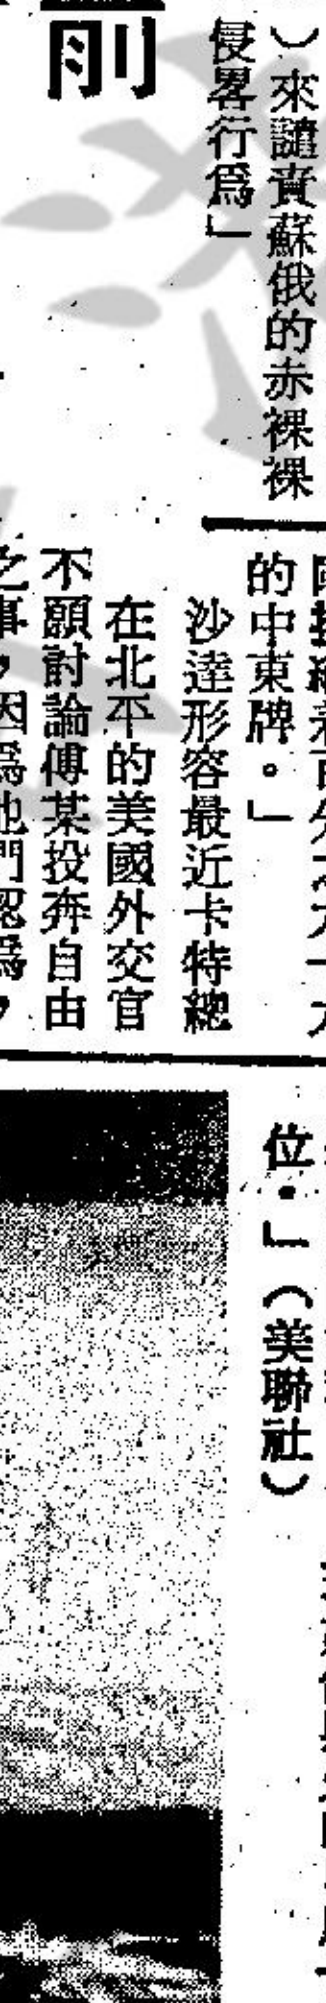 前
）來譴責蘇俄的赤裸裸
侵畧行爲」
的中東牌。」
沙達形容最近卡特總
在北平的美國外交官
不願討論傅某投奔自由
之事，因爲他們認爲，
位。」（美聯社）